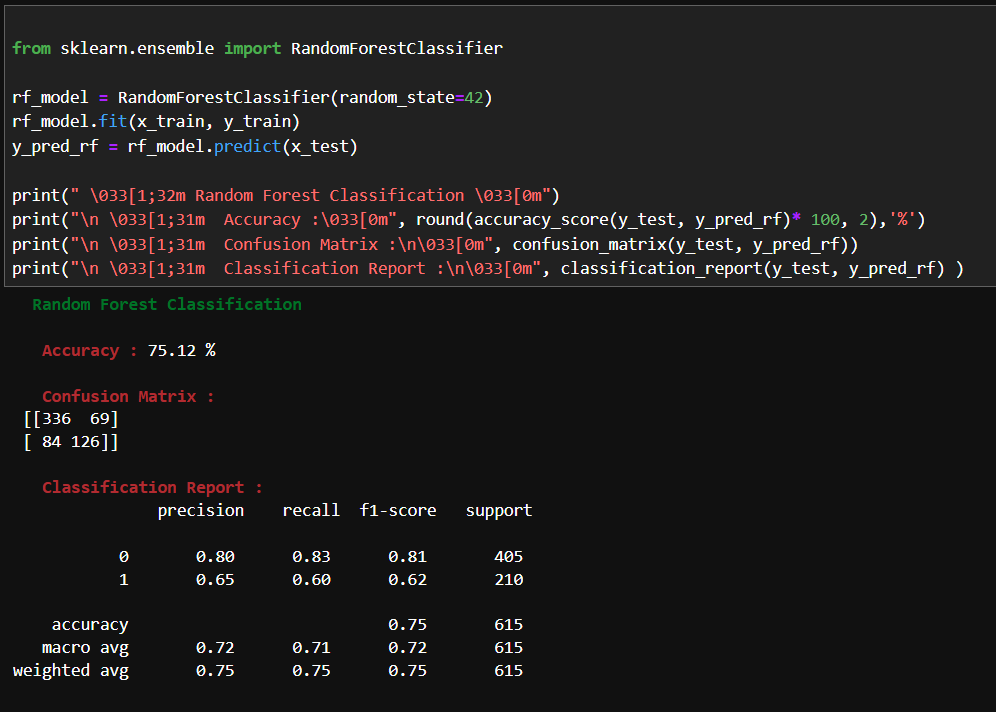 from sklearn.ensemble import RandomForestClassifier
rf_model = RandomForestClassifier(random_state=42)
rf_model.fit(x_train, y_train)
y_pred_rf = rf_model.predict(x_test)
print(" \033[1;32m Random Forest Classification \033[0m")
print("\n \033[1;31m  Accuracy :\033[0m", round(accuracy_score(y_test, y_pred_rf)* 100, 2),'%')
print("\n \033[1;31m  Confusion Matrix :\n\033[0m", confusion_matrix(y_test, y_pred_rf))
print("\n \033[1;31m  Classification Report :\n\033[0m", classification_report(y_test, y_pred_rf) )
Random Forest Classification
Accuracy : 75.12 %
Confusion Matrix :
[[336  69]
[ 84 126]]
Classification Report :
precision    recall  f1-score   support
0       0.80      0.83      0.81       405
1       0.65      0.60      0.62       210
accuracy                           0.75       615
macro avg       0.72      0.71      0.72       615
weighted avg       0.75      0.75      0.75       615